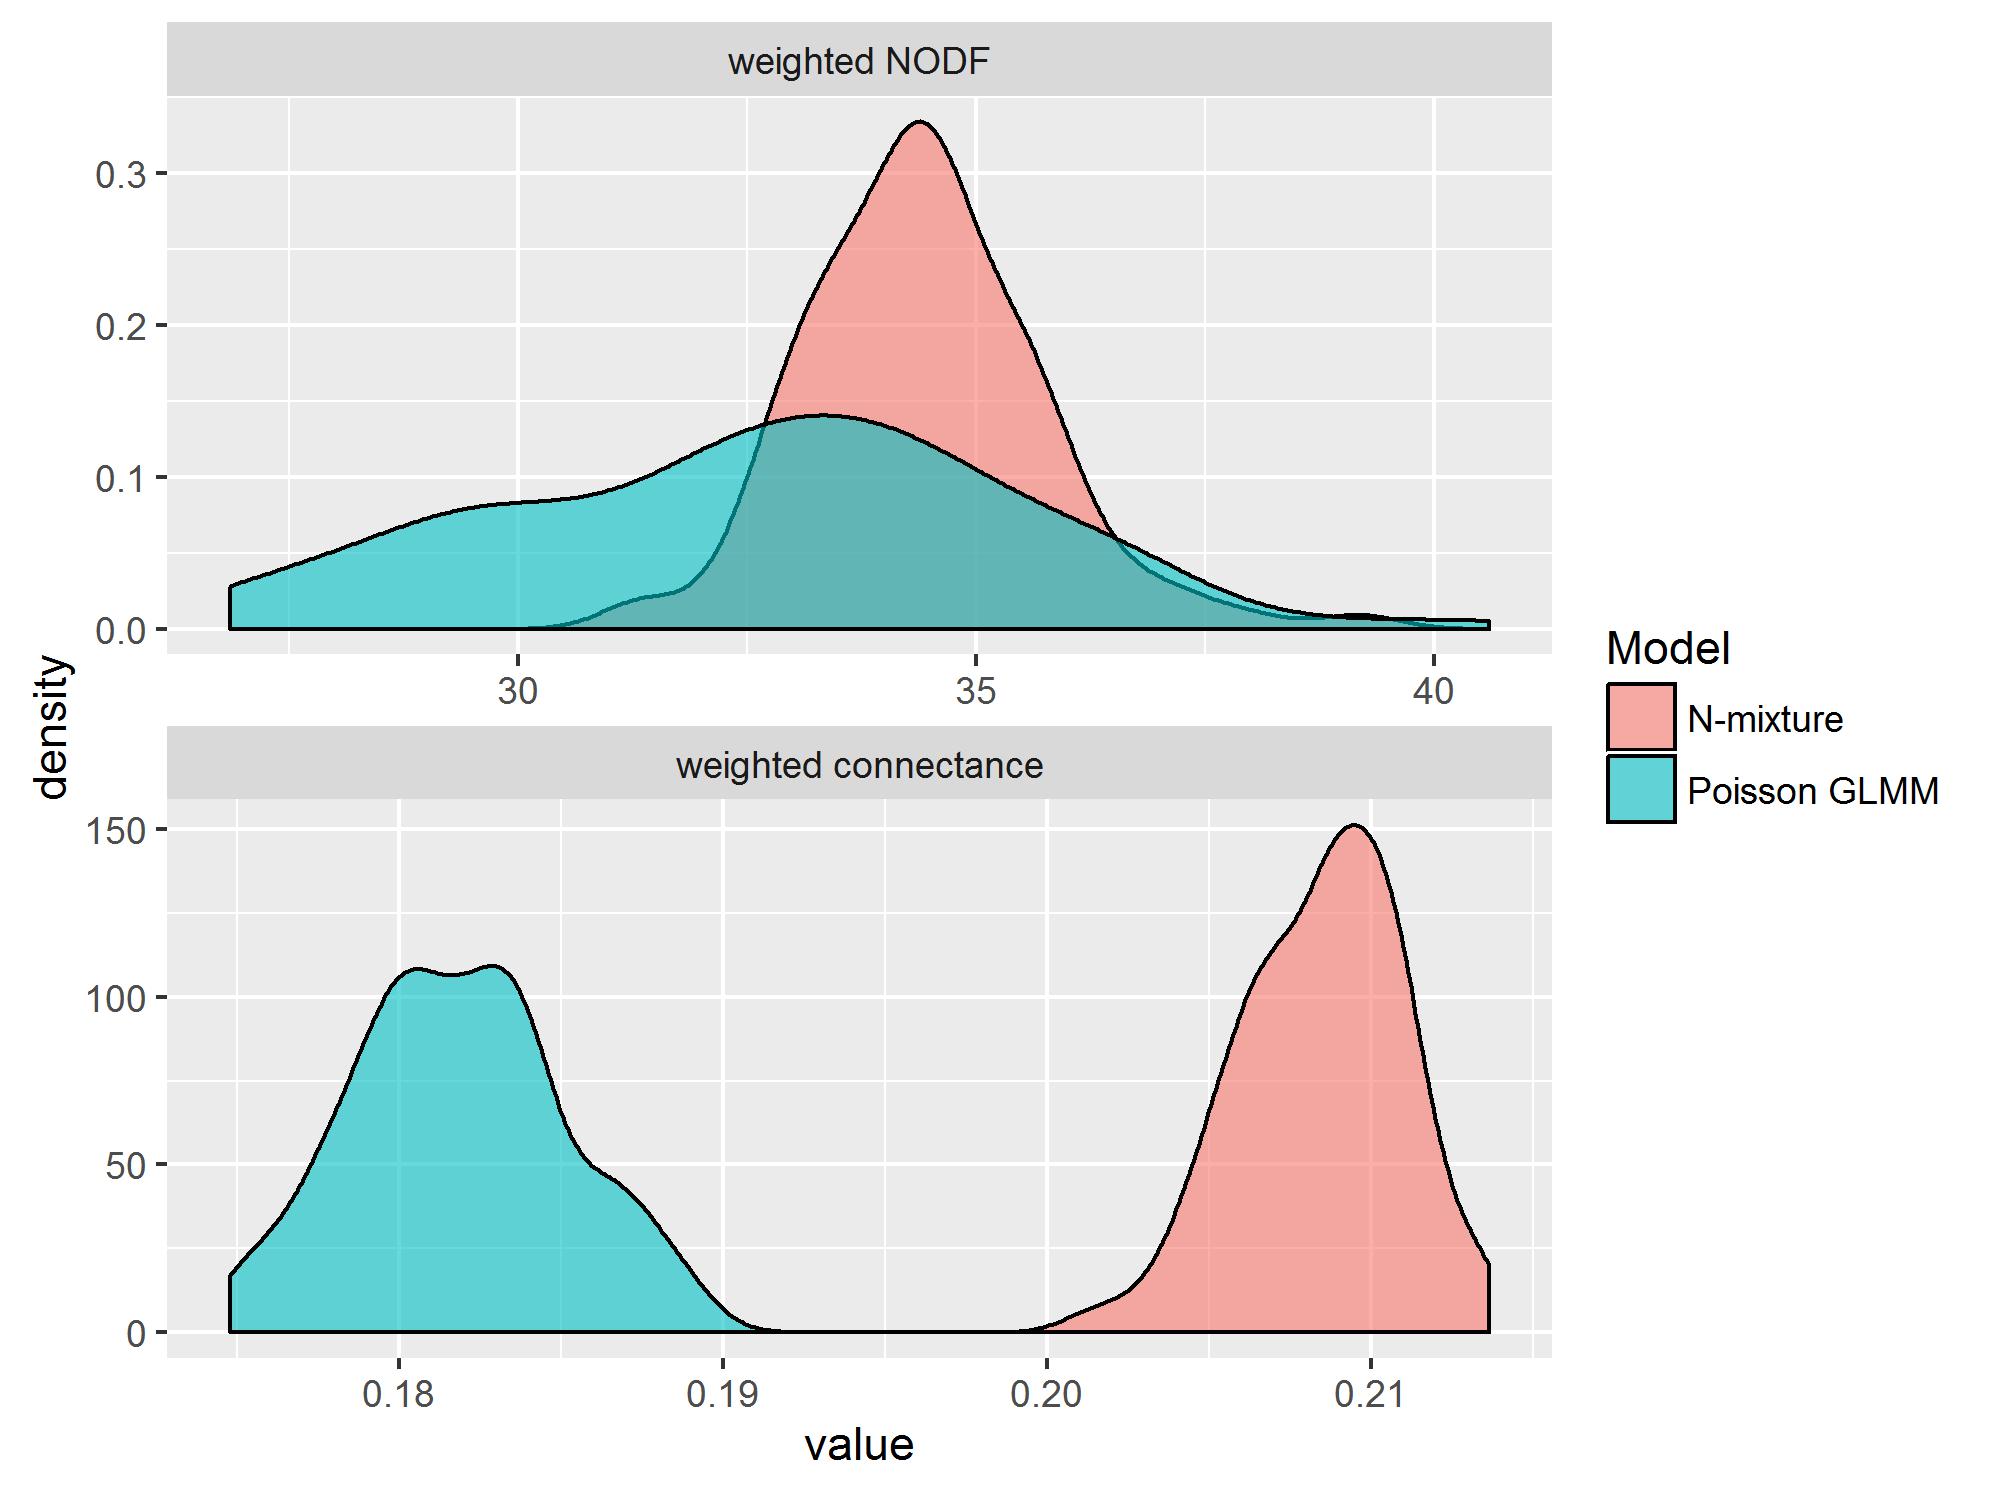 weighted NODF
0.3
0.2
0.1
0.0
30 35 40
density
weighted connectance
150
100
50
0
0.18 0.19 0.20 0.21
value
Model
N-mixture
Poisson GLMM